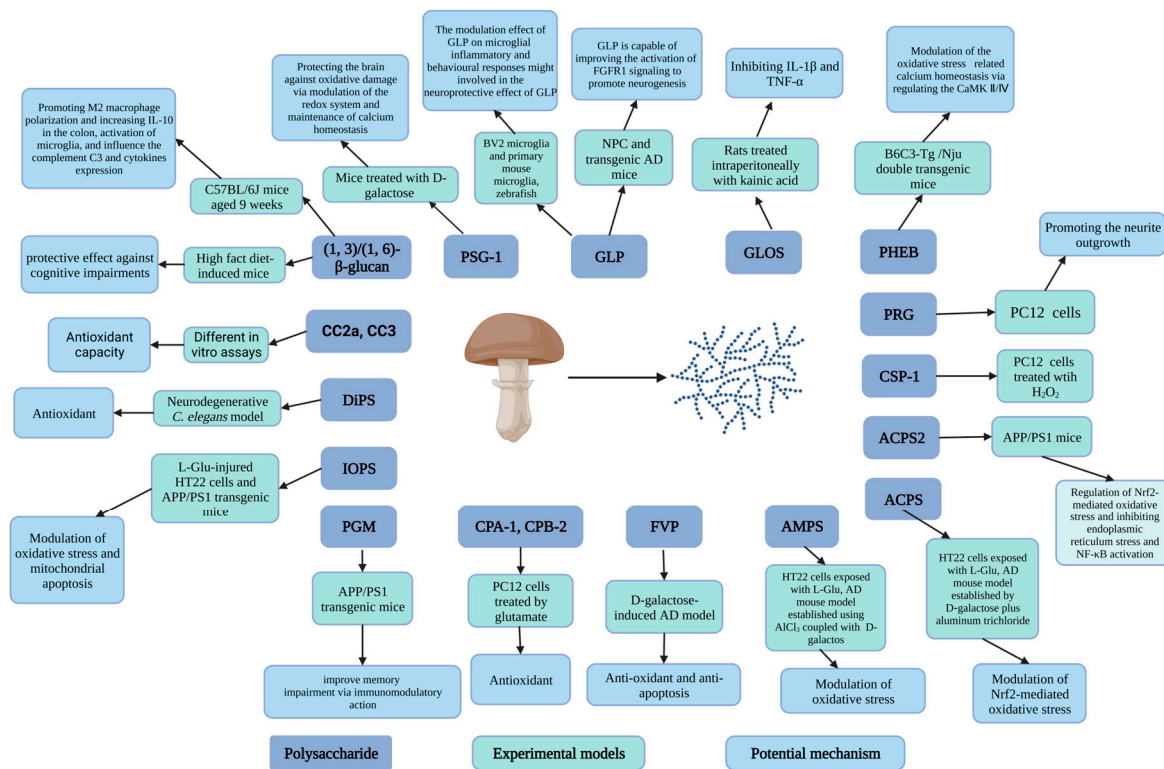 Promoting M2 macrophage
polarization and increasing IL-10
in the colon, activation of
microglia, and influence the
complement C3 and cytokines
expression
Protecting the brain
against oxidative damage
via modulation of the
redox system and
maintenance of calcium
homeostasis
The modulation effect of
GLP on microglial
inflammatory and
behavioural responses might
involved in the
neuroprotective effect of GLP
GLP is capable of
improving the activation of
FGFR1 signaling to
promote neurogenesis
Inhibiting IL-1β and
TNF-α
Modulation of the
oxidative stress related
calcium homeostasis via
regulating the CaMK Ⅱ/Ⅳ
C57BL/6J mice
aged 9 weeks
Mice treated with D-
galactose
BV2 microglia
and primary
mouse microglia,
zebrafish
NPC and
transgenic AD
mice
Rats treated
intraperitoneally
with kainic acid
B6C3-Tg /Nju
double transgenic
mice
protective effect against
cognitive impairments
High fact diet-
induced mice
(1, 3)/(1, 6)-
β-glucan
PSG-1
GLP
GLOS
PHEB
Promoting the neurite
outgrowth
Antioxidant
capacity
Different in
vitro assays
CC2a, CC3
PRG
PC12 cells
Antioxidant
Neurodegenerative
C. elegans model
DiPS
CSP-1
PC12 cells
treated wtih
H₂O₂
L-Glu-injured
HT22 cells and
APP/PS1 transgenic
mice
IOPS
ACPS2
APP/PS1 mice
Modulation of
oxidative stress and
mitochondrial
apoptosis
PGM
CPA-1, CPB-2
FVP
AMPS
ACPS
Regulation of Nrf2-
mediated oxidative
stress and inhibiting
endoplasmic
reticulum stress and
NF-κB activation
APP/PS1
transgenic mice
PC12 cells
treated by
glutamate
D-galactose-
induced AD model
HT22 cells exposed
with L-Glu, AD
mouse model
established using
AlCl₃ coupled with D-
galactos
HT22 cells exposed
with L-Glu, AD
mouse model
established by
D-galactose plus
aluminum trichloride
improve memory
impairment via immunomodulatory
action
Antioxidant
Anti-oxidant and anti-
apoptosis
Modulation of
oxidative stress
Modulation of
Nrf2-mediated
oxidative stress
Polysaccharide
Experimental models
Potential mechanism